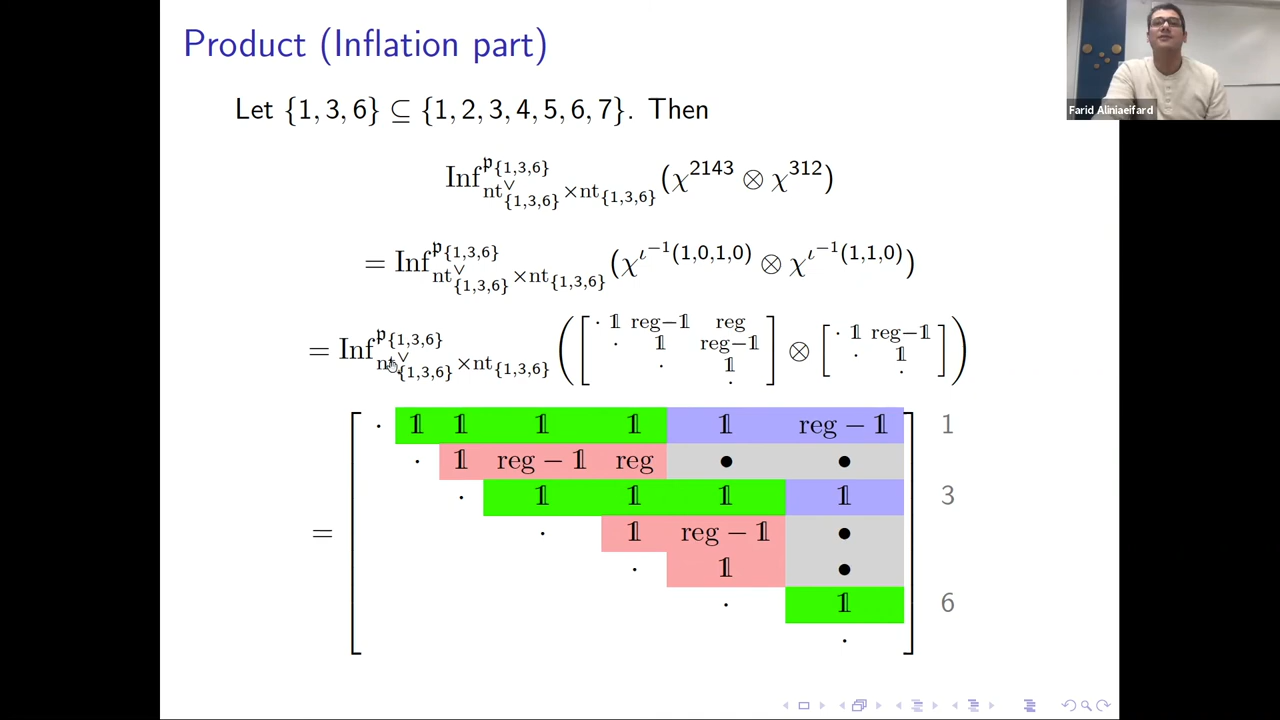 Product (Inflation part)
Farid Aliniaeifard
Let {1, 3, 6} ⊆ {1, 2, 3, 4, 5, 6, 7}. Then
Inf^{𝔭_{\{1,3,6\}}}_{nt^∨_{\{1,3,6\}}×nt_{\{1,3,6\}}}(χ^{2143} ⊗ χ^{312})
= Inf^{𝔭_{\{1,3,6\}}}_{nt^∨_{\{1,3,6\}}×nt_{\{1,3,6\}}}(χ^{ι^{−1}(1,0,1,0)} ⊗ χ^{ι^{−1}(1,1,0)})
= Inf^{𝔭_{\{1,3,6\}}}_{nt^∨_{\{1,3,6\}}×nt_{\{1,3,6\}}} ( [
· 𝟙 reg−𝟙 reg
· 𝟙 reg−𝟙
· 𝟙
·
] ⊗ [
· 𝟙 reg−𝟙
· 𝟙
·
] )
= [
· 𝟙 𝟙 𝟙 𝟙 𝟙 reg − 𝟙 1
· 𝟙 reg − 𝟙 reg • •
· 𝟙 𝟙 𝟙 𝟙 3
· 𝟙 reg − 𝟙 •
· 𝟙 •
· 𝟙 6
·
]